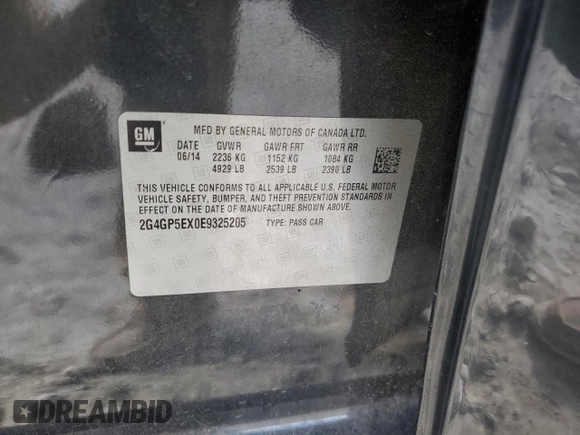 GM
MFD BY GENERAL MOTORS OF CANADA LTD.
DATE GVWR GAWR FRT GAWR RR
06/14 2236 KG 1152 KG 1084 KG
4929 LB 2539 LB 2390 LB
THIS VEHICLE CONFORMS TO ALL APPLICABLE U.S. FEDERAL MOTOR
VEHICLE SAFETY, BUMPER, AND THEFT PREVENTION STANDARDS IN
EFFECT ON THE DATE OF MANUFACTURE SHOWN ABOVE.
2G4GP5EX0E9325205 TYPE: PASS CAR
DREAMBID